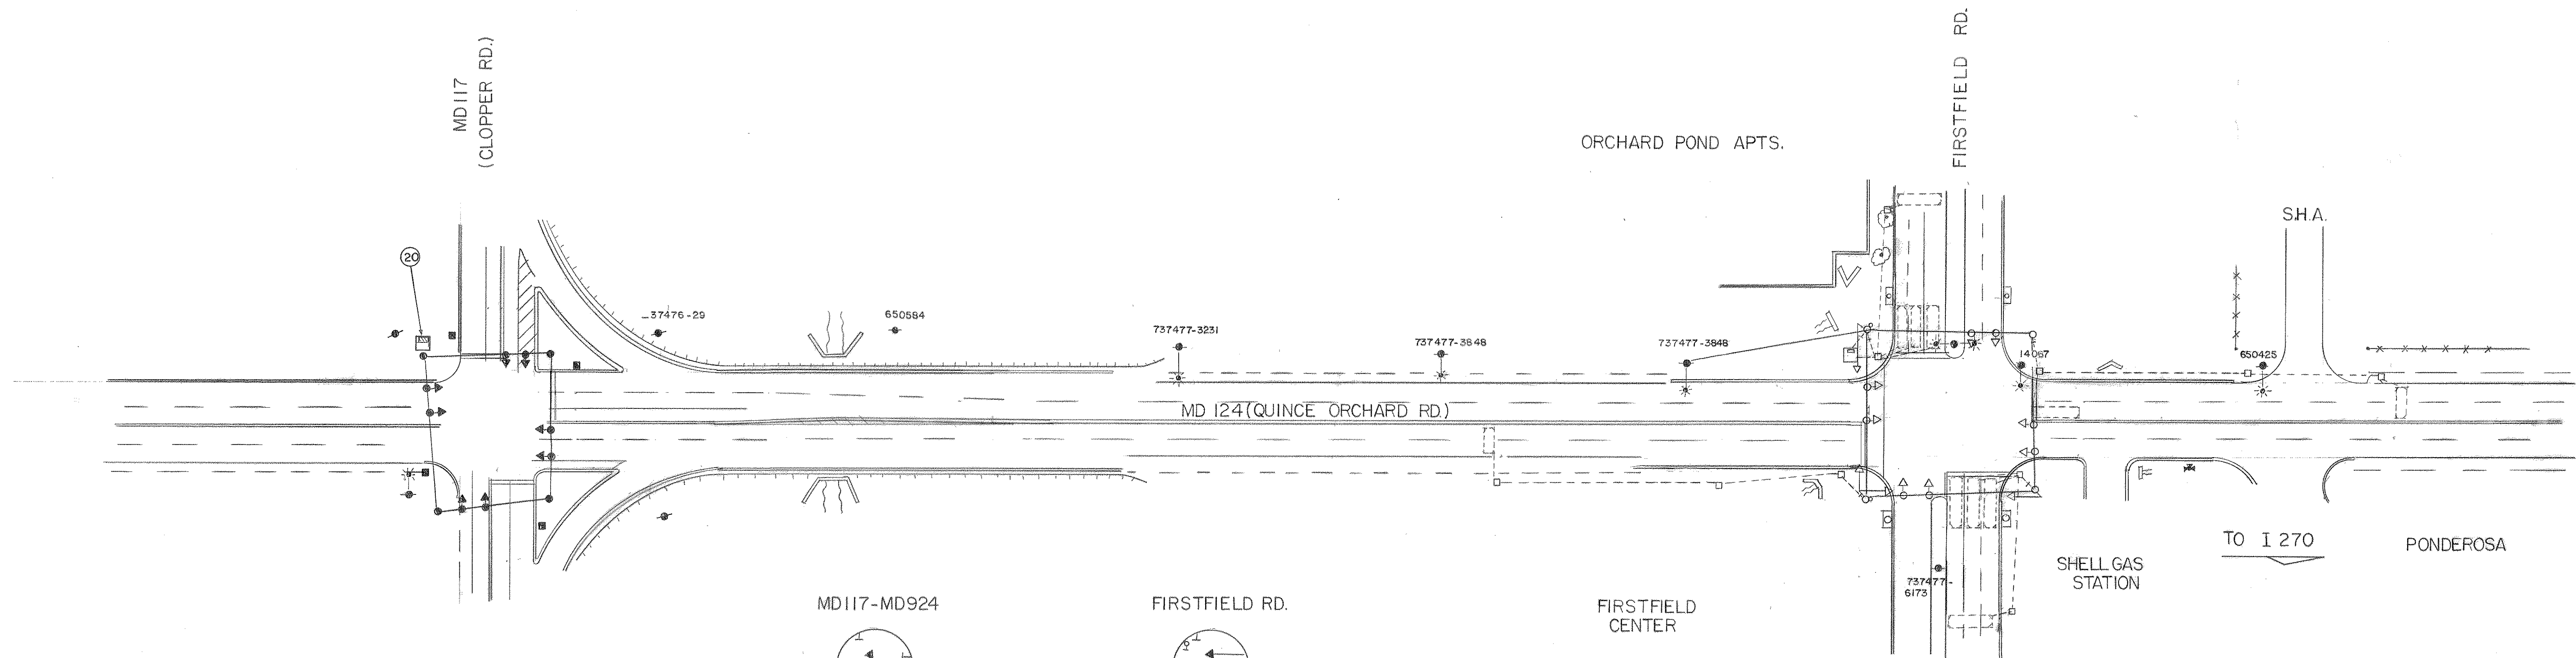 MD117
(CLOPPER RD.)
FIRSTFIELD RD.
ORCHARD POND APTS.
S.H.A.
20
37476-29
650584
737477-3231
737477-3848
737477-3848
14067
650425
MD 124(QUINCE ORCHARD RD.)
TO I 270
PONDEROSA
SHELL GAS
STATION
737477-
6173
MD117-MD924
FIRSTFIELD RD.
FIRSTFIELD
CENTER